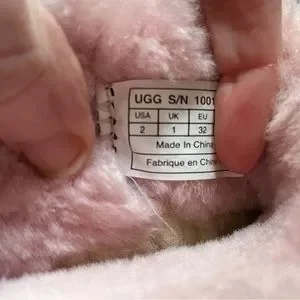 UGG S/N 1001
USA UK EU
2 1 32
Made In China
Fabrique en Chin